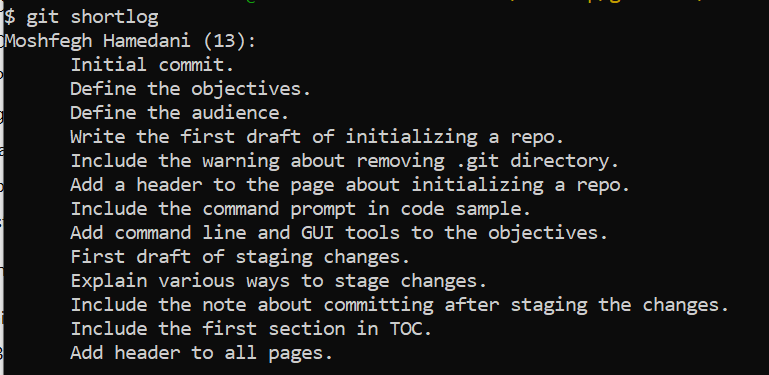 $ git shortlog
Moshfegh Hamedani (13):
Initial commit.
Define the objectives.
Define the audience.
Write the first draft of initializing a repo.
Include the warning about removing .git directory.
Add a header to the page about initializing a repo.
Include the command prompt in code sample.
Add command line and GUI tools to the objectives.
First draft of staging changes.
Explain various ways to stage changes.
Include the note about committing after staging the changes.
Include the first section in TOC.
Add header to all pages.